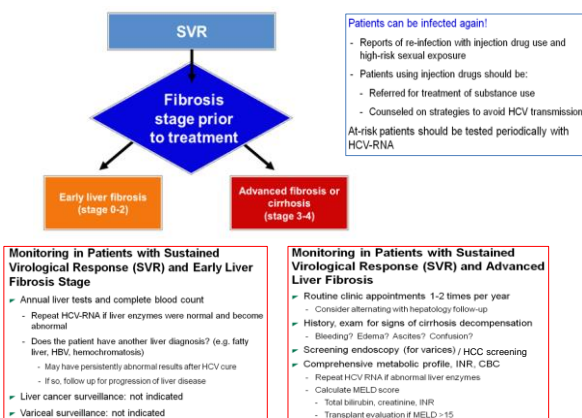 SVR
Fibrosis
stage prior
to treatment
Early liver fibrosis
(stage 0-2)
Advanced fibrosis or
cirrhosis
(stage 3-4)
Patients can be infected again!
- Reports of re-infection with injection drug use and
high-risk sexual exposure
- Patients using injection drugs should be:
- Referred for treatment of substance use
- Counseled on strategies to avoid HCV transmission
At-risk patients should be tested periodically with
HCV-RNA
Monitoring in Patients with Sustained
Virological Response (SVR) and Early Liver
Fibrosis Stage
Annual liver tests and complete blood count
- Repeat HCV-RNA if liver enzymes were normal and become
abnormal
- Does the patient have another liver diagnosis? (e.g. fatty
liver, HBV, hemochromatosis)
- May have persistently abnormal results after HCV cure
- If so, follow up for progression of liver disease
Liver cancer surveillance: not indicated
Variceal surveillance: not indicated
Monitoring in Patients with Sustained
Virological Response (SVR) and Advanced
Liver Fibrosis
Routine clinic appointments 1-2 times per year
- Consider alternating with hepatology follow-up
History, exam for signs of cirrhosis decompensation
- Bleeding? Edema? Ascites? Confusion?
Screening endoscopy (for varices) / HCC screening
Comprehensive metabolic profile, INR, CBC
- Repeat HCV RNA if abnormal liver enzymes
- Calculate MELD score
- Total bilirubin, creatinine, INR
- Transplant evaluation if MELD >15